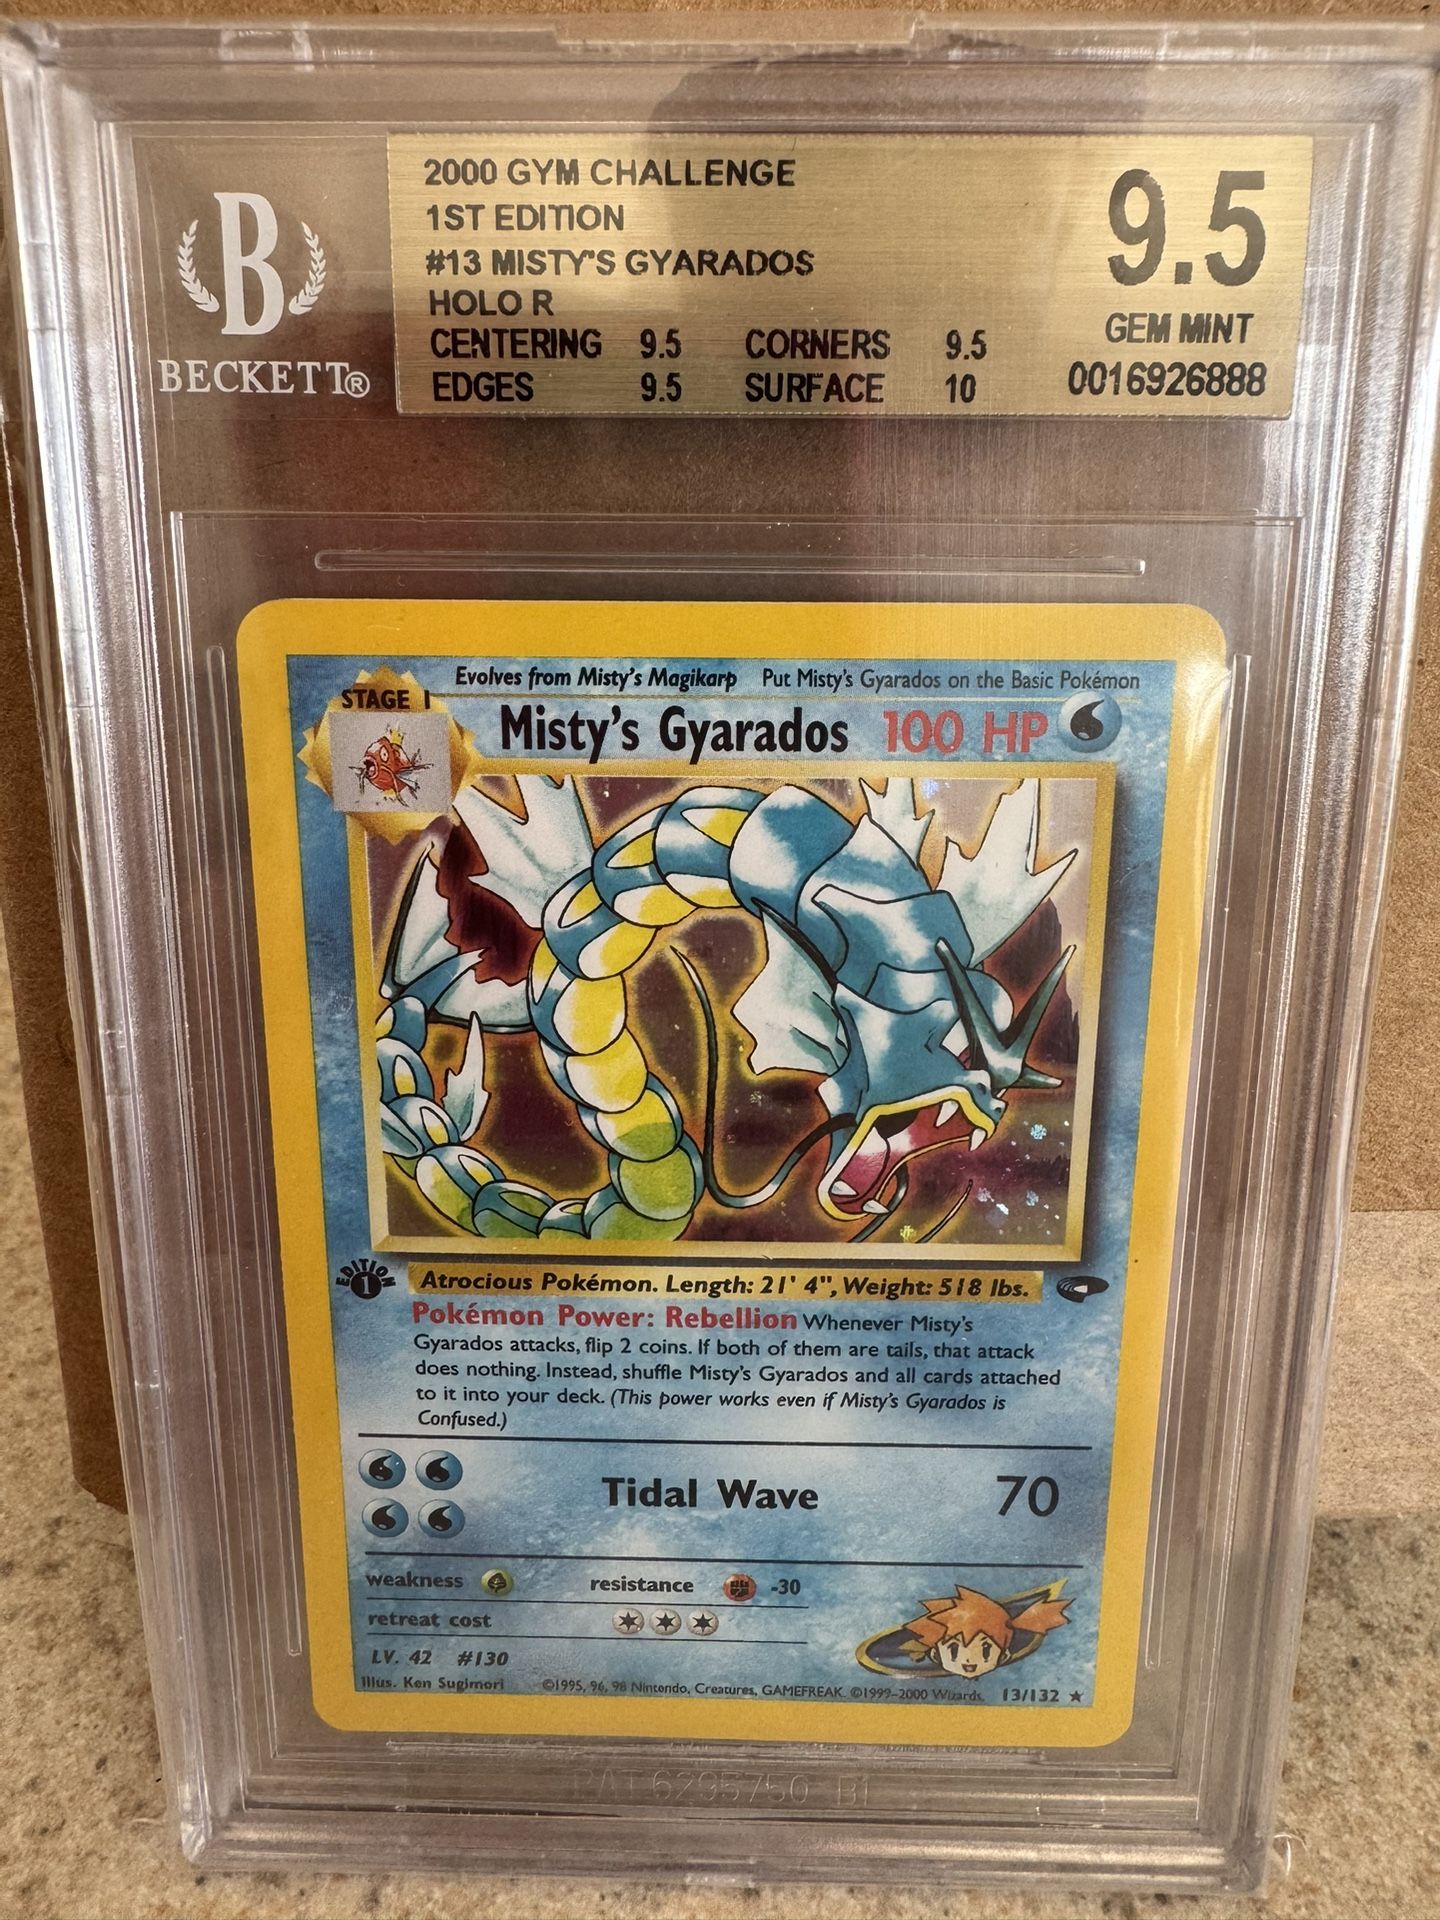 2000 GYM CHALLENGE
1ST EDITION
#13 MISTY'S GYARADOS
HOLO R
CENTERING 9.5 CORNERS 9.5
EDGES 9.5 SURFACE 10
9.5
GEM MINT
0016926888
B
BECKETT®
Evolves from Misty's Magikarp Put Misty's Gyarados on the Basic Pokémon
STAGE 1
Misty's Gyarados 100 HP
EDITION
1
Atrocious Pokémon. Length: 21' 4", Weight: 518 lbs.
Pokémon Power: Rebellion Whenever Misty's
Gyarados attacks, flip 2 coins. If both of them are tails, that attack
does nothing. Instead, shuffle Misty's Gyarados and all cards attached
to it into your deck. (This power works even if Misty's Gyarados is
Confused.)
Tidal Wave 70
weakness resistance -30
retreat cost
LV. 42 #130
Illus. Ken Sugimori ©1995, 96, 98 Nintendo, Creatures, GAMEFREAK. ©1999-2000 Wizards. 13/132 ★
PAT 6295750 B1